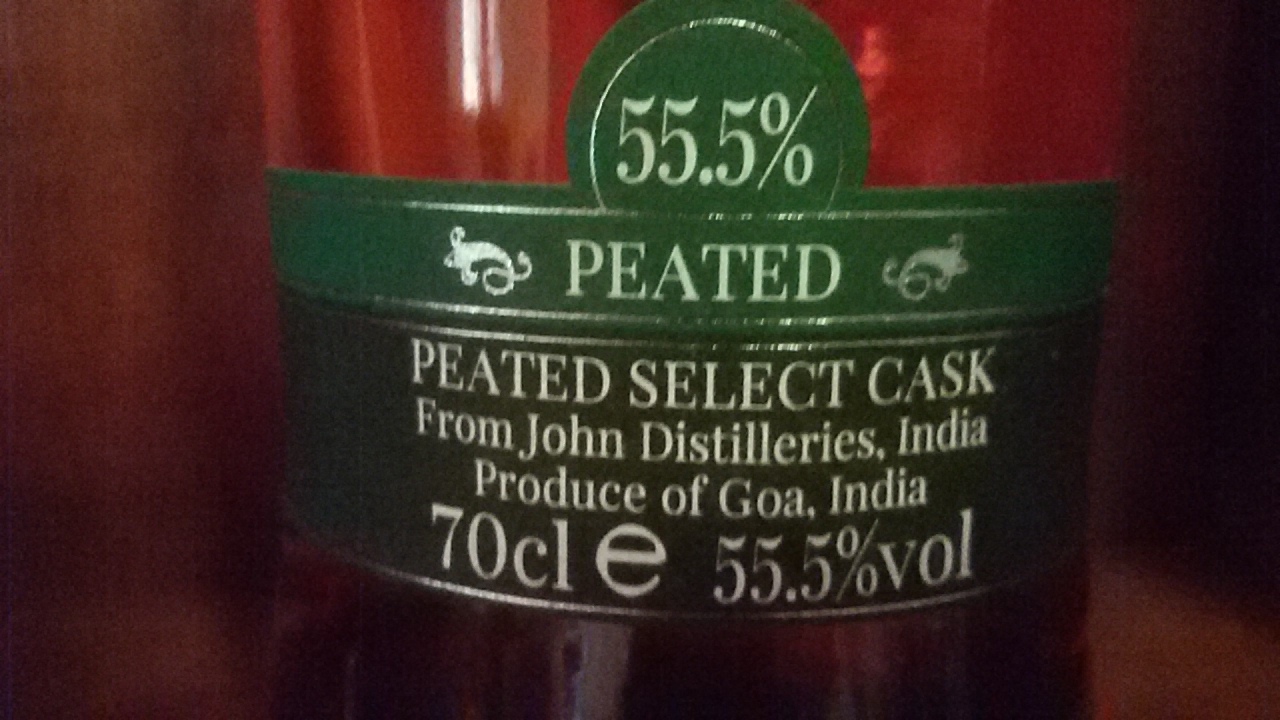 55.5%
PEATED
PEATED SELECT CASK
From John Distilleries, India
Produce of Goa, India
70cl e 55.5%vol